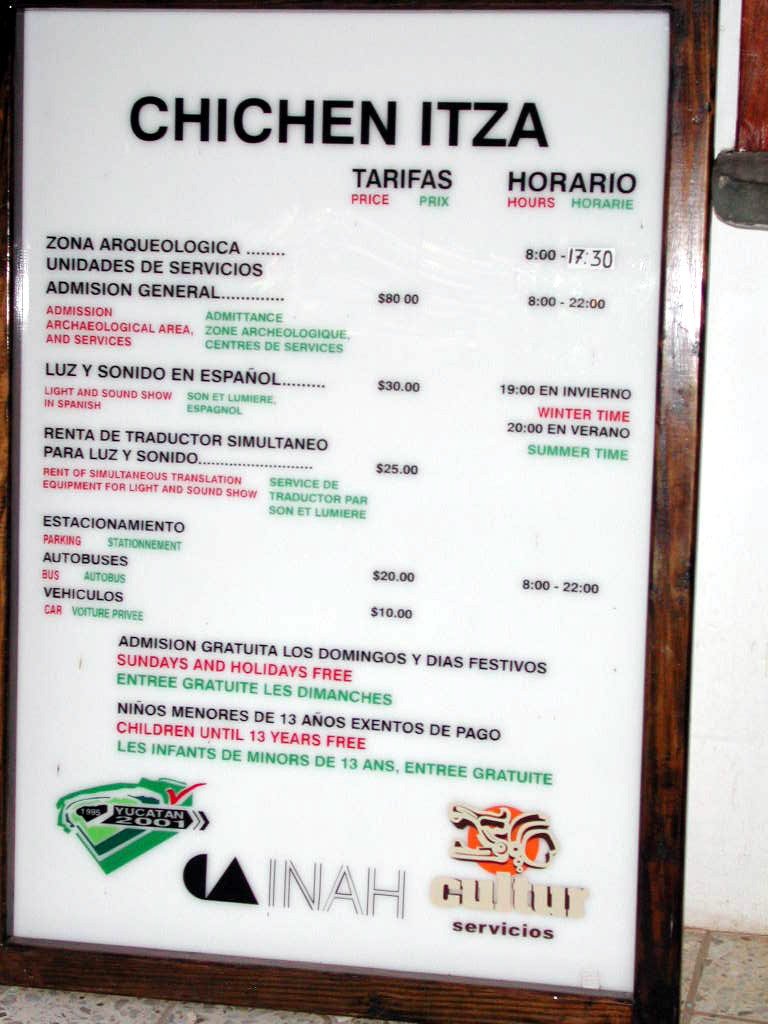 CHICHEN ITZA
TARIFAS HORARIO
PRICE PRIX HOURS HORARIE
ZONA ARQUEOLOGICA ........ 8:00 - 17:30
UNIDADES DE SERVICIOS
ADMISION GENERAL............. $80 00 8:00 - 22:00
ADMISSION ADMITTANCE
ARCHAEOLOGICAL AREA, ZONE ARCHEOLOGIQUE,
AND SERVICES CENTRES DE SERVICES
LUZ Y SONIDO EN ESPAÑOL......... $30.00 19:00 EN INVIERNO
LIGHT AND SOUND SHOW SON ET LUMIERE, WINTER TIME
IN SPANISH ESPAGNOL 20:00 EN VERANO
SUMMER TIME
RENTA DE TRADUCTOR SIMULTANEO
PARA LUZ Y SONIDO........................ $25.00
RENT OF SIMULTANEOUS TRANSLATION SERVICE DE
EQUIPMENT FOR LIGHT AND SOUND SHOW TRADUCTOR PAR
SON ET LUMIERE
ESTACIONAMIENTO
PARKING STATIONNEMENT
AUTOBUSES $20.00 8:00 - 22:00
BUS AUTOBUS
VEHICULOS $10.00
CAR VOITURE PRIVEE
ADMISION GRATUITA LOS DOMINGOS Y DIAS FESTIVOS
SUNDAYS AND HOLIDAYS FREE
ENTREE GRATUITE LES DIMANCHES
NIÑOS MENORES DE 13 AÑOS EXENTOS DE PAGO
CHILDREN UNTIL 13 YEARS FREE
LES INFANTS DE MINORS DE 13 ANS, ENTREE GRATUITE
1995 YUCATAN
2001
INAH
cultur
servicios